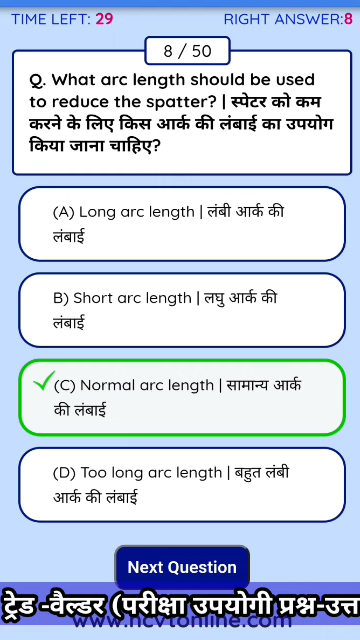 TIME LEFT: 29
RIGHT ANSWER:8
8 / 50
Q. What arc length should be used
to reduce the spatter? | स्पेटर को कम
करने के लिए किस आर्क की लंबाई का उपयोग
किया जाना चाहिए?
(A) Long arc length | लंबी आर्क की
लंबाई
B) Short arc length | लघु आर्क की
लंबाई
(C) Normal arc length | सामान्य आर्क
की लंबाई
(D) Too long arc length | बहुत लंबी
आर्क की लंबाई
Next Question
ट्रेड -वैल्डर (परीक्षा उपयोगी प्रश्न-उत्त
www.ncvtonline.com